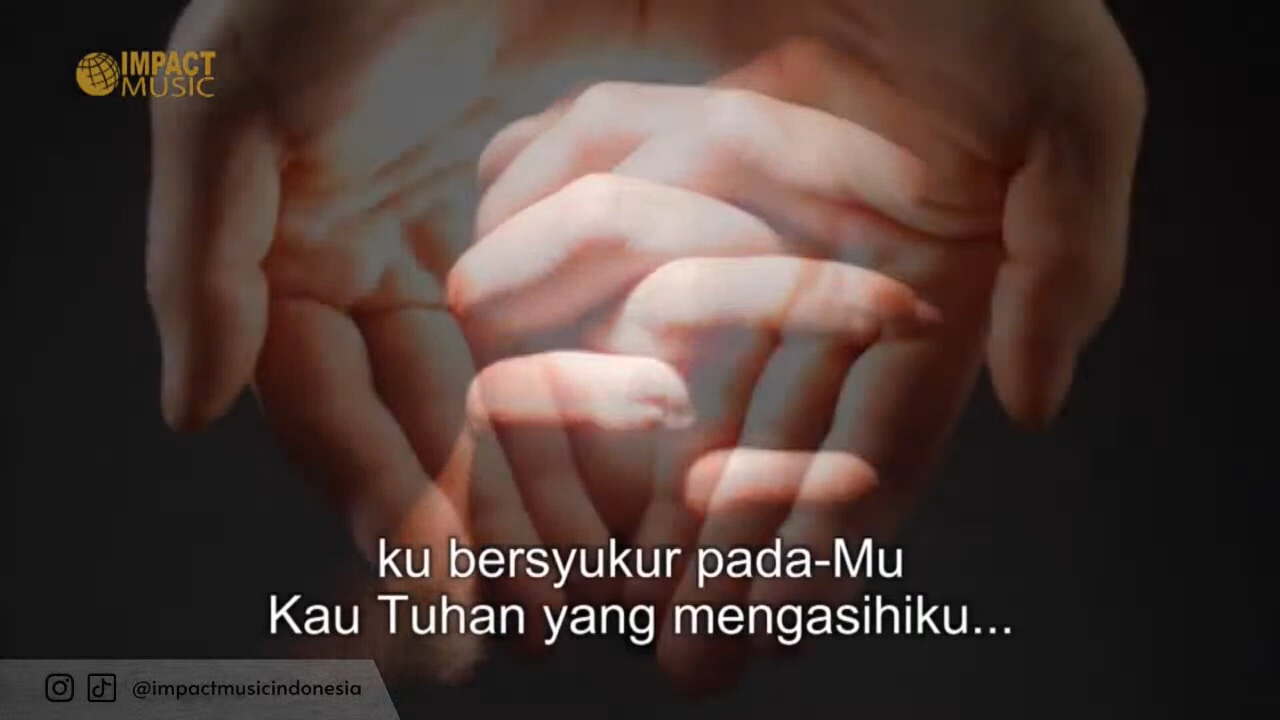 IMPACT
MUSIC
ku bersyukur pada-Mu
Kau Tuhan yang mengasihiku...
@impactmusicindonesia